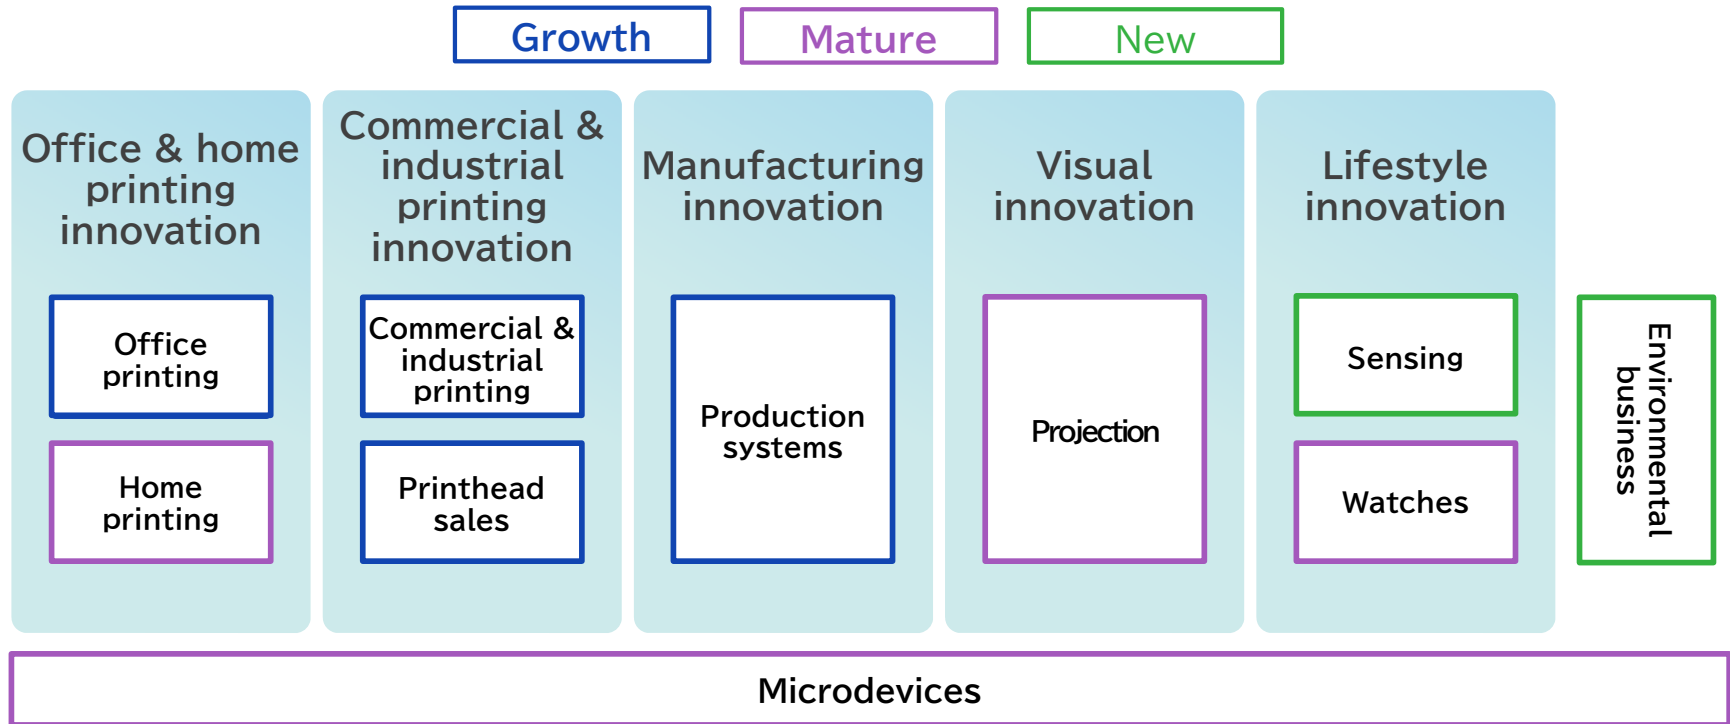 Growth
Mature
New
Office & home
printing
innovation
Commercial &
industrial
printing
innovation
Manufacturing
innovation
Visual
innovation
Lifestyle
innovation
Office
printing
Home
printing
Commercial &
industrial
printing
Printhead
sales
Production
systems
Projection
Sensing
Watches
Environmental
business
Microdevices